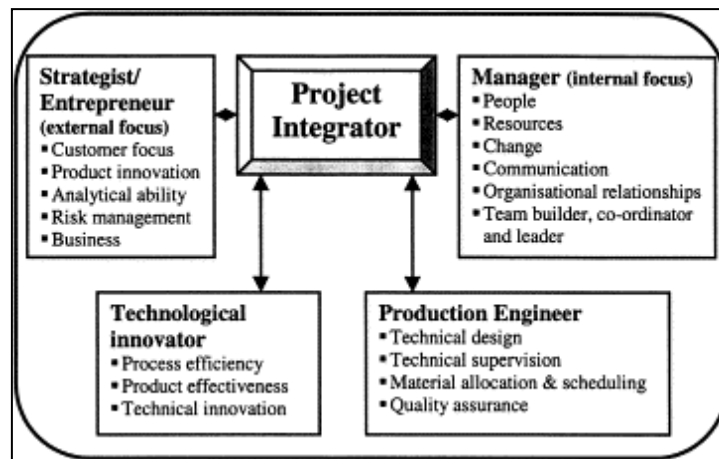 Strategist/
Entrepreneur
(external focus)
▪ Customer focus
▪ Product innovation
▪ Analytical ability
▪ Risk management
▪ Business
Project
Integrator
Manager (internal focus)
▪ People
▪ Resources
▪ Change
▪ Communication
▪ Organisational relationships
▪ Team builder, co-ordinator
and leader
Technological
innovator
▪ Process efficiency
▪ Product effectiveness
▪ Technical innovation
Production Engineer
▪ Technical design
▪ Technical supervision
▪ Material allocation & scheduling
▪ Quality assurance